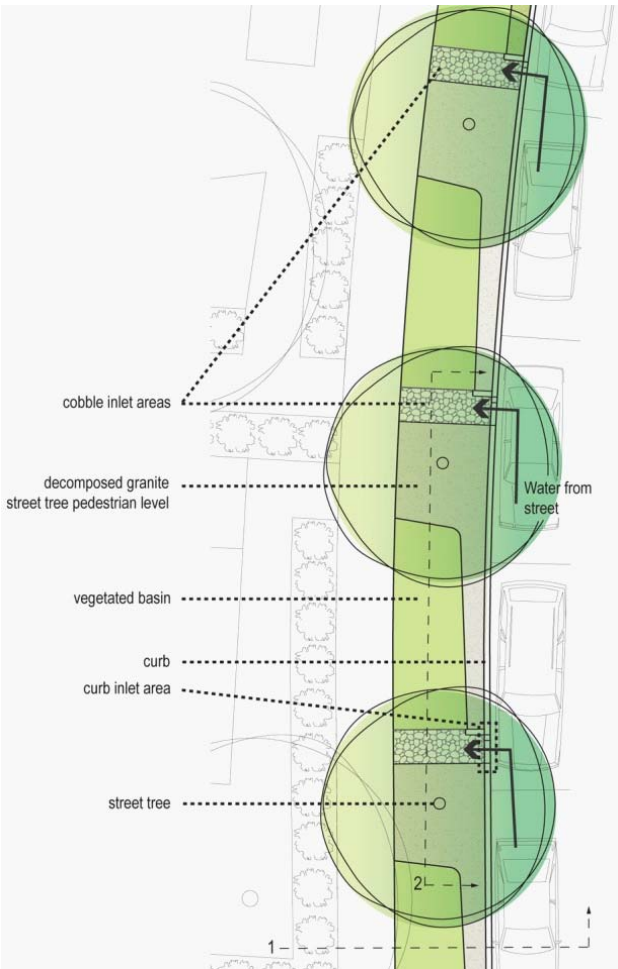 cobble inlet areas
decomposed granite
street tree pedestrian level
Water from
street
vegetated basin
curb
curb inlet area
street tree
2
1